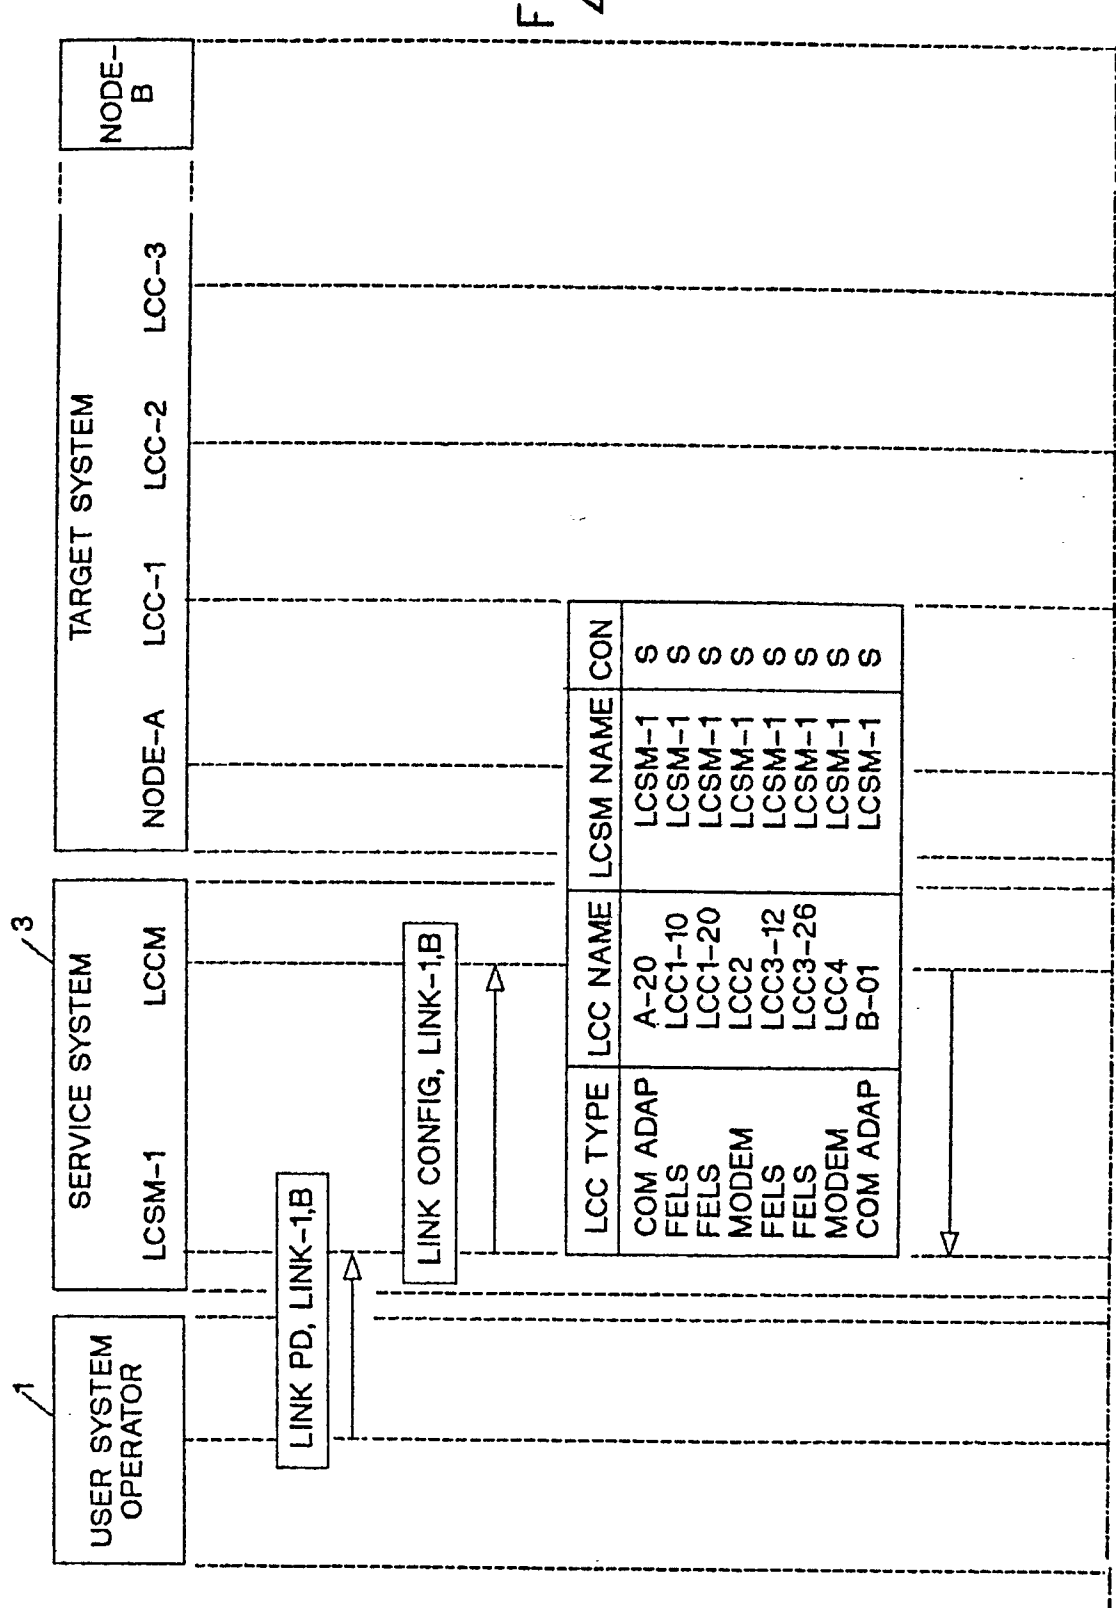 1
3
USER SYSTEM
OPERATOR
SERVICE SYSTEM
LCSM-1 LCCM
TARGET SYSTEM
NODE-A LCC-1 LCC-2 LCC-3
NODE-
B
LINK PD, LINK-1,B
LINK CONFIG, LINK-1,B
LCC TYPE LCC NAME LCSM NAME CON
COM ADAP A-20 LCSM-1 S
FELS LCC1-10 LCSM-1 S
FELS LCC1-20 LCSM-1 S
MODEM LCC2 LCSM-1 S
FELS LCC3-12 LCSM-1 S
FELS LCC3-26 LCSM-1 S
MODEM LCC4 LCSM-1 S
COM ADAP B-01 LCSM-1 S